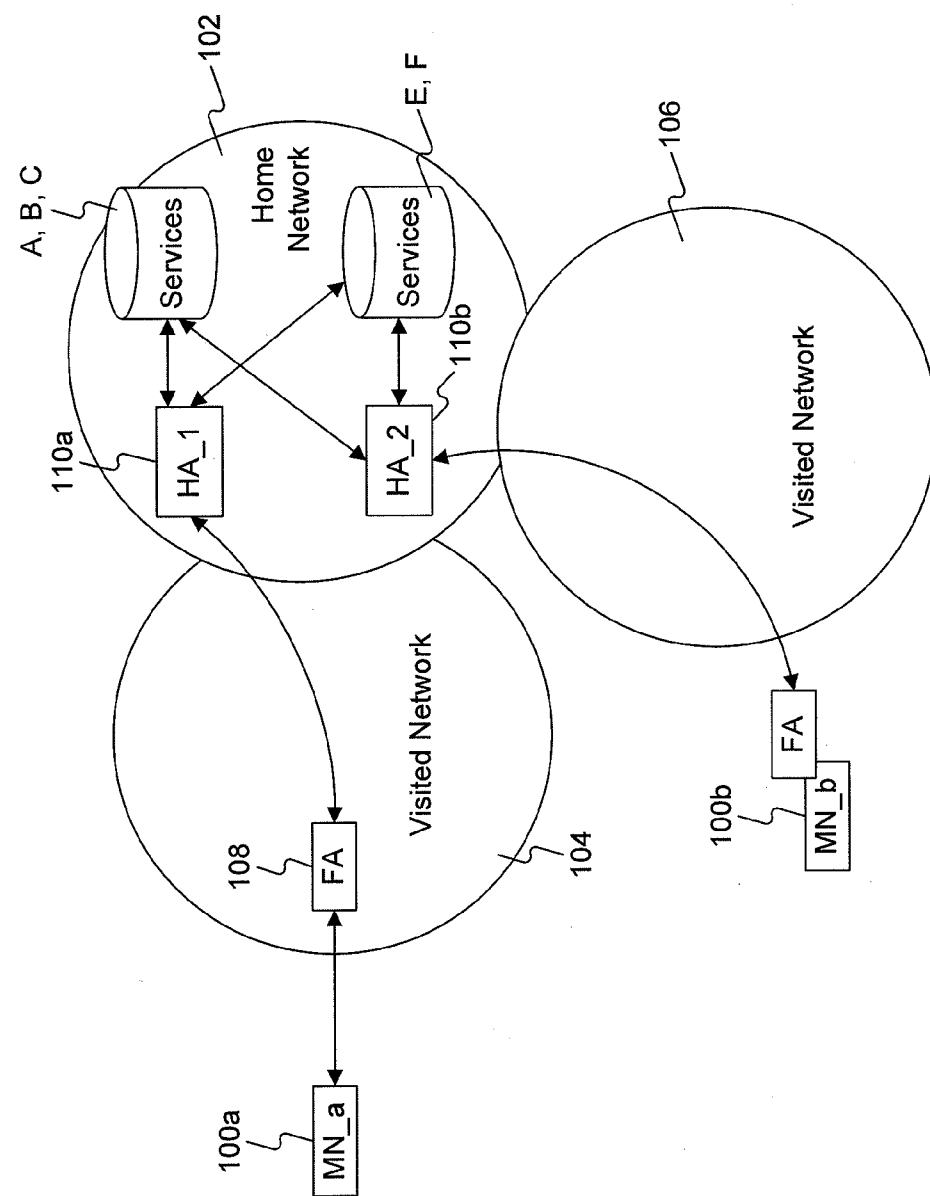 102
A, B, C
E, F
Home
Network
Services
Services
110a
HA_1
110b
HA_2
106
Visited Network
Visited Network
108
FA
104
100a
MN_a
100b
FA
MN_b